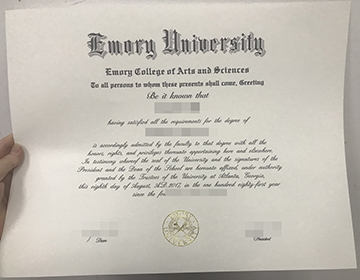 Emory University
Emory College of Arts and Sciences
To all persons to whom these presents shall come, Greeting
Be it known that
having satisfied all the requirements for the degree of
is accordingly admitted by the faculty to that degree with all the
honors, rights, and privileges thereunto appertaining here and elsewhere.
In testimony whereof the seal of the University and the signatures of the
President and the Dean of the School are hereunto affixed, under authority
granted by the Trustees of the University at Atlanta, Georgia,
this eighth day of August, A.D. 2017, in the one hundred eighty-first year
since the
Dean
President